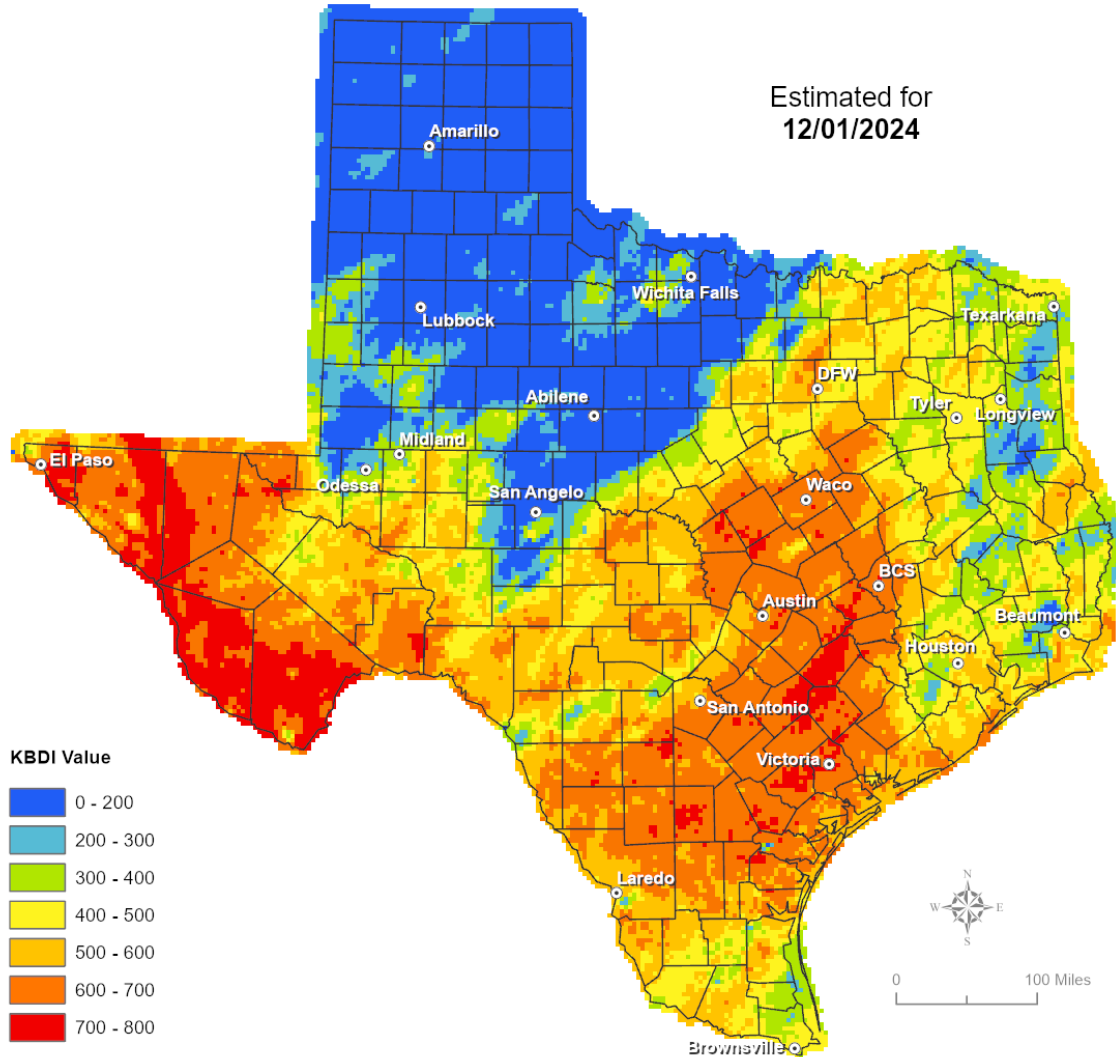 Estimated for
12/01/2024
Amarillo
Wichita Falls
Lubbock
Texarkana
DFW
Abilene
Tyler
Longview
Midland
El Paso
Odessa
San Angelo
Waco
BCS
Austin
Beaumont
Houston
San Antonio
Victoria
Laredo
Brownsville
KBDI Value
0 - 200
200 - 300
300 - 400
400 - 500
500 - 600
600 - 700
700 - 800
N
W E
S
0 100 Miles